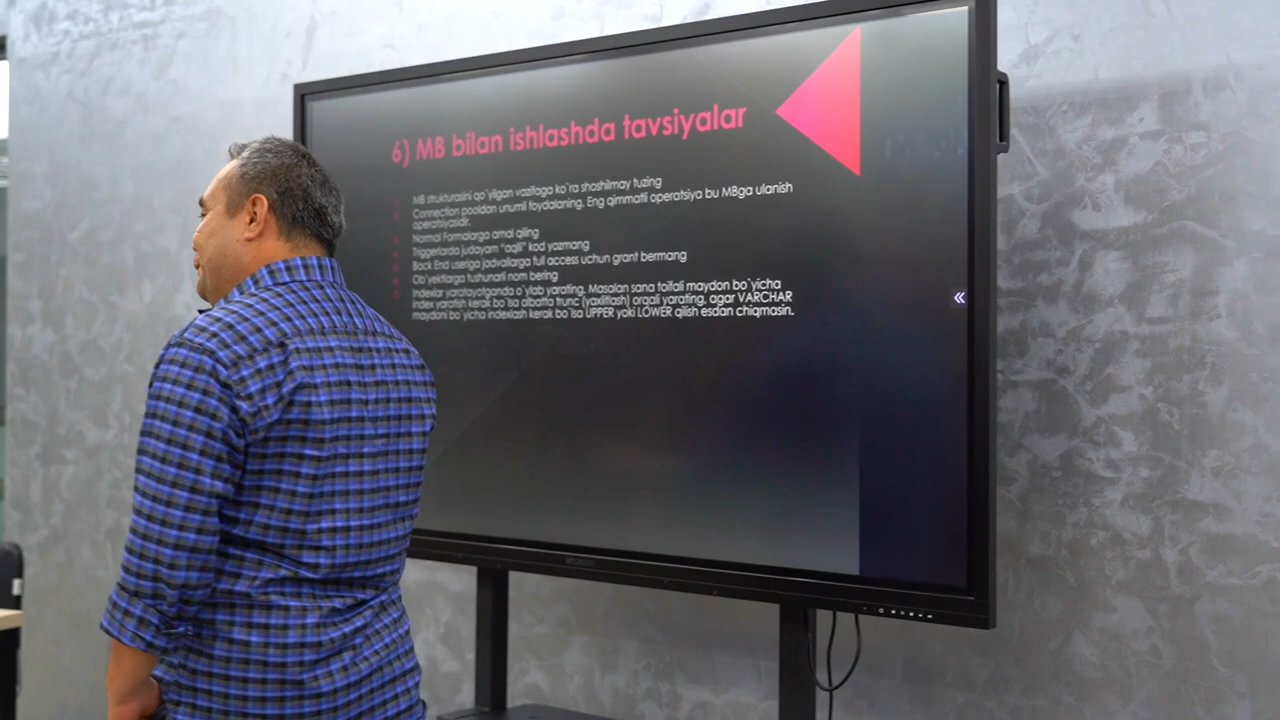 6) MB bilan ishlashda tavsiyalar
MB strukturasini qo`yilgan vazifaga ko`ra shoshilmay tuzing
Connection pooldan unumli foydalaning. Eng qimmatli operatsiya bu MBga ulanish
operatsiyasidir.
Normal Formalarga amal qiling
Triggerlarda judayam "aqlli" kod yozmang
Back End useriga jadvallarga full access uchun grant bermang
Ob`yektlarga tushunarli nom bering
Indexlar yaratayotganda o`ylab yarating. Masalan sana toifali maydon bo`yicha
index yaratish kerak bo`lsa albatta trunc (yaxlitlash) orqali yarating, agar VARCHAR
maydoni bo`yicha indexlash kerak bo`lsa UPPER yoki LOWER qilish esdan chiqmasin.